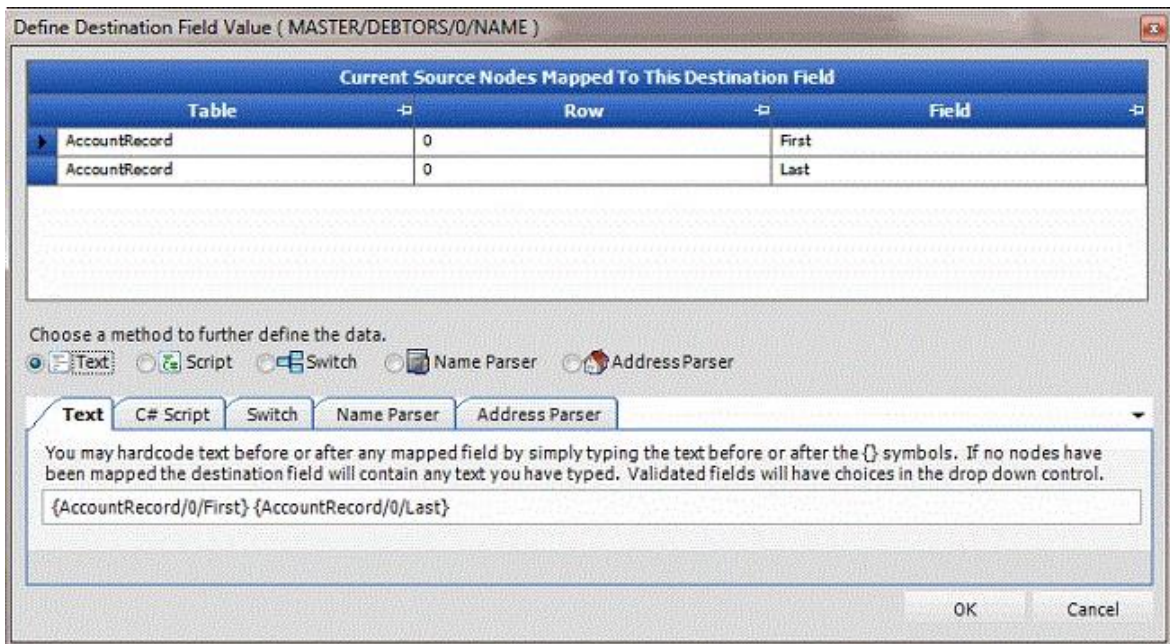 Define Destination Field Value ( MASTER/DEBTORS/0/NAME )
Current Source Nodes Mapped To This Destination Field
Table Row Field
AccountRecord 0 First
AccountRecord 0 Last
Choose a method to further define the data.
Text Script Switch Name Parser Address Parser
Text C# Script Switch Name Parser Address Parser
You may hardcode text before or after any mapped field by simply typing the text before or after the {} symbols. If no nodes have
been mapped the destination field will contain any text you have typed. Validated fields will have choices in the drop down control.
{AccountRecord/0/First} {AccountRecord/0/Last}
OK Cancel